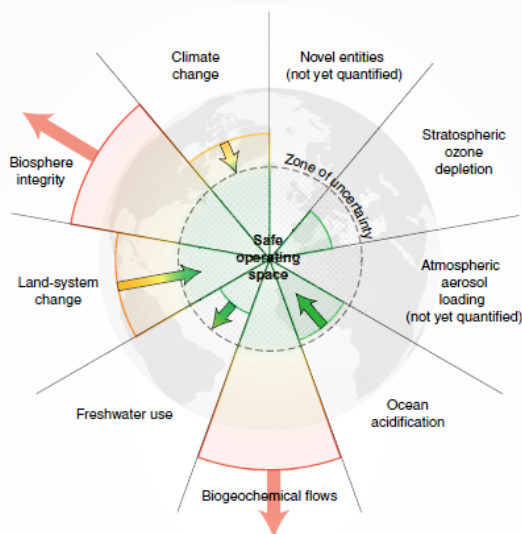 Climate
change
Novel entities
(not yet quantified)
Stratospheric
ozone
depletion
Biosphere
integrity
Zone of uncertainty
Safe
operating
space
Land-system
change
Atmospheric
aerosol
loading
(not yet quantified)
Freshwater use
Ocean
acidification
Biogeochemical flows